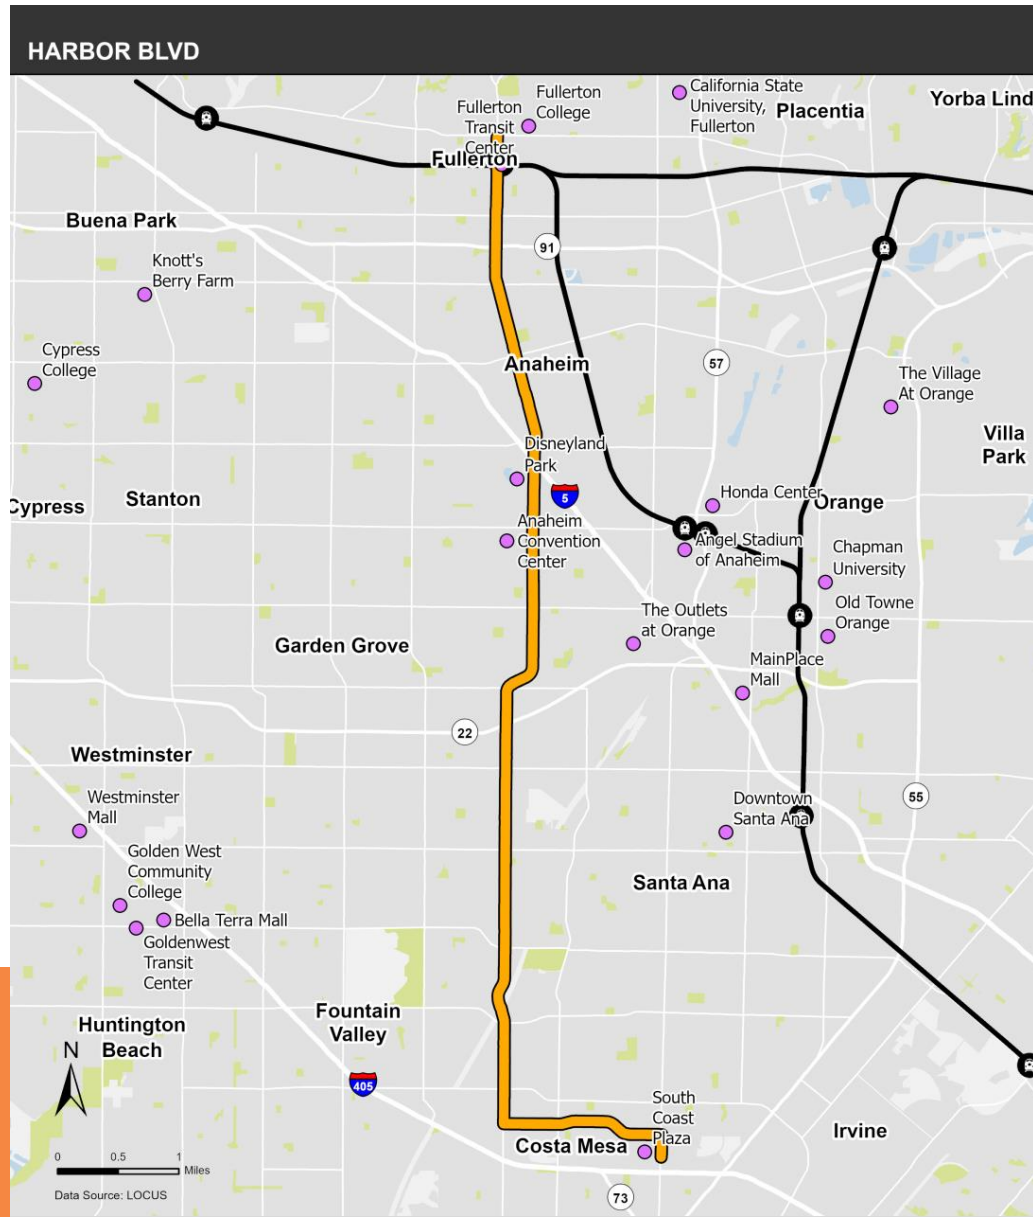 HARBOR BLVD
Fullerton
Transit
Center
Fullerton
College
California State
University,
Fullerton
Placentia
Yorba Lind
Fullerton
Buena Park
91
Knott's
Berry Farm
Cypress
College
Anaheim
57
The Village
At Orange
Villa
Park
Disneyland
Park
5
Cypress
Stanton
Honda Center
Orange
Anaheim
Convention
Center
Angel Stadium
of Anaheim
Chapman
University
The Outlets
at Orange
Old Towne
Orange
Garden Grove
MainPlace
Mall
22
Westminster
Westminster
Mall
55
Downtown
Santa Ana
Golden West
Community
College
Santa Ana
Bella Terra Mall
Goldenwest
Transit
Center
Fountain
Valley
Huntington
Beach
N
405
South
Coast
Plaza
Costa Mesa
Irvine
0 0.5 1
Miles
Data Source: LOCUS
73